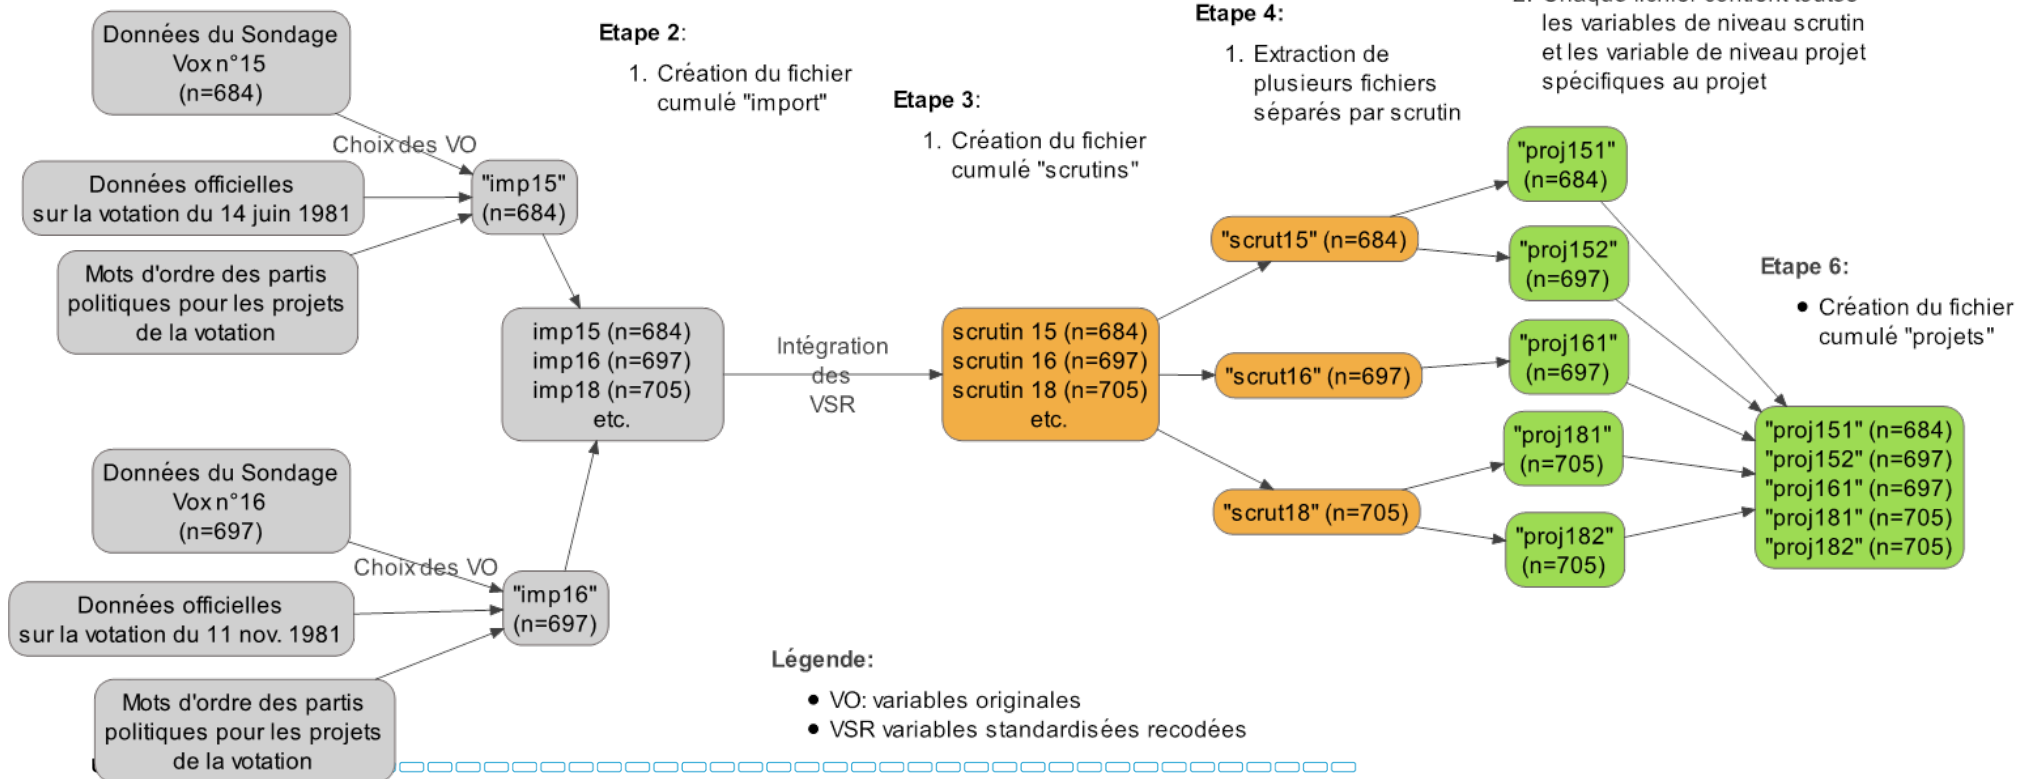 Données du Sondage
Vox n°15
(n=684)
Choix des VO
Données officielles
sur la votation du 14 juin 1981
"imp15"
(n=684)
Mots d'ordre des partis
politiques pour les projets
de la votation
Etape 2:
1. Création du fichier
cumulé "import"
imp15 (n=684)
imp16 (n=697)
imp18 (n=705)
etc.
Données du Sondage
Vox n°16
(n=697)
Choix des VO
Données officielles
sur la votation du 11 nov. 1981
"imp16"
(n=697)
Mots d'ordre des partis
politiques pour les projets
de la votation
Intégration
des
VSR
Etape 3:
1. Création du fichier
cumulé "scrutins"
scrutin 15 (n=684)
scrutin 16 (n=697)
scrutin 18 (n=705)
etc.
Etape 4:
1. Extraction de
plusieurs fichiers
séparés par scrutin
"scrut15" (n=684)
"scrut16" (n=697)
"scrut18" (n=705)
2. Chaque fichier contient toutes
les variables de niveau scrutin
et les variable de niveau projet
spécifiques au projet
"proj151"
(n=684)
"proj152"
(n=697)
"proj161"
(n=697)
"proj181"
(n=705)
"proj182"
(n=705)
Etape 6:
● Création du fichier
cumulé "projets"
"proj151" (n=684)
"proj152" (n=697)
"proj161" (n=697)
"proj181" (n=705)
"proj182" (n=705)
Légende:
● VO: variables originales
● VSR variables standardisées recodées